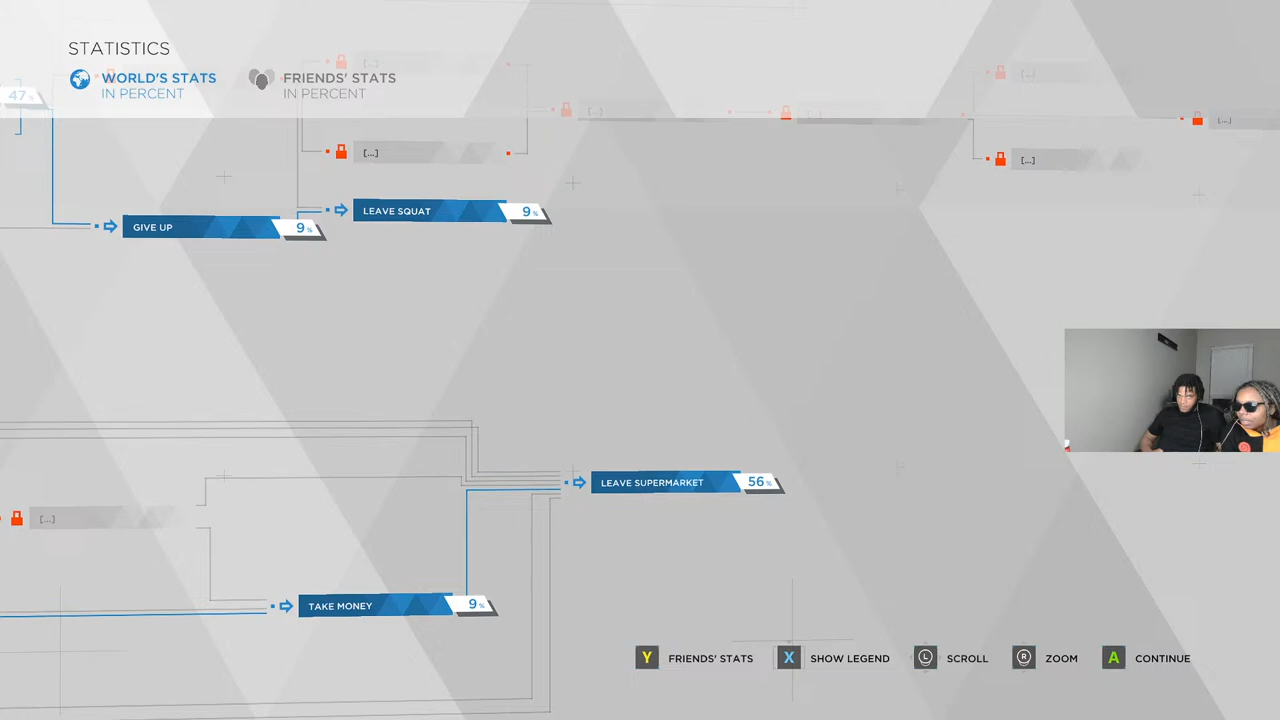 STATISTICS
WORLD'S STATS
IN PERCENT
FRIENDS' STATS
IN PERCENT
47 %
[...]
[...]
[...]
[...]
[...]
[...]
[...]
GIVE UP 9 %
LEAVE SQUAT 9 %
LEAVE SUPERMARKET 56 %
[...]
TAKE MONEY 9 %
Y FRIENDS' STATS X SHOW LEGEND L SCROLL R ZOOM A CONTINUE